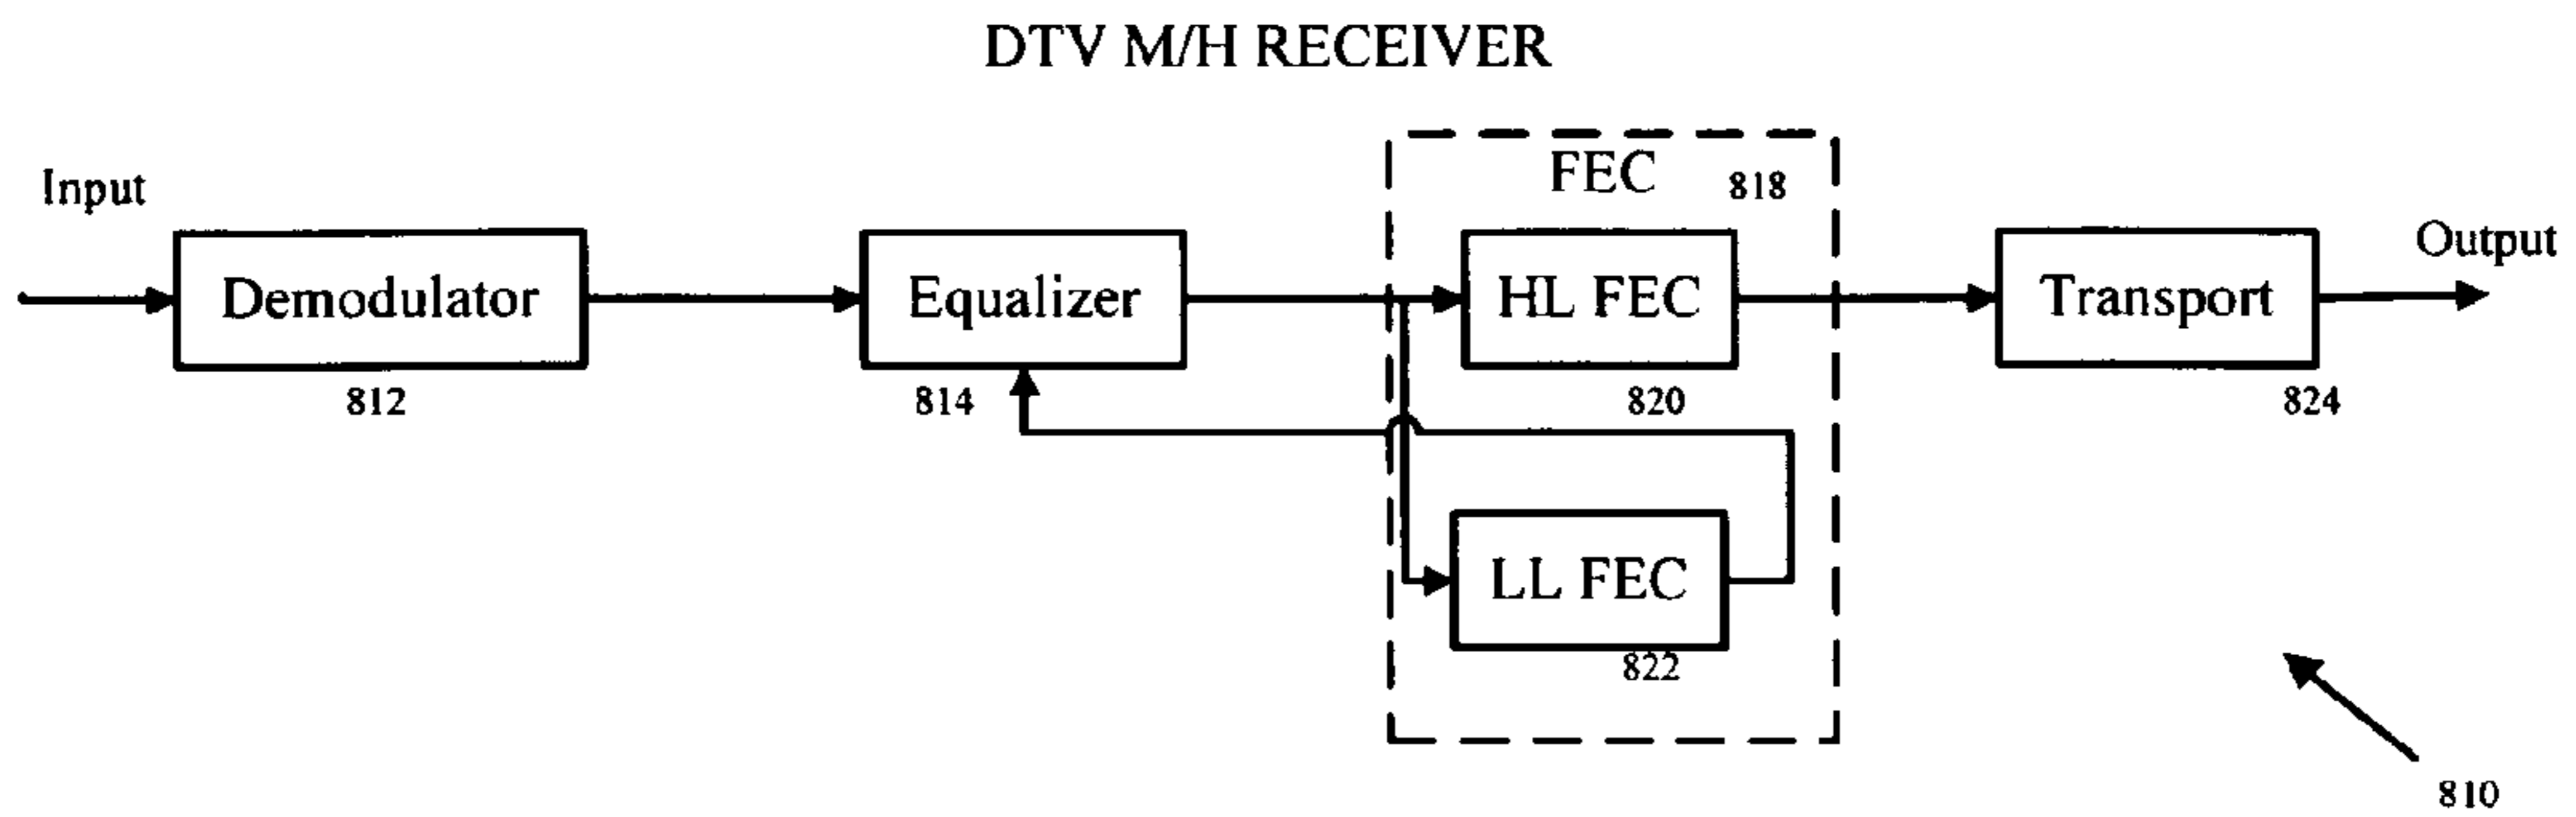 DTV M/H RECEIVER
Input
Demodulator
812
Equalizer
814
FEC
818
HL FEC
820
LL FEC
822
Transport
824
Output
810